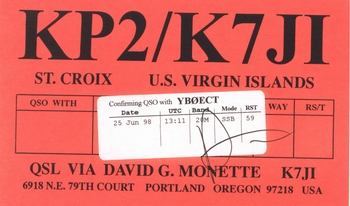 KP2/K7JI
ST. CROIX U.S. VIRGIN ISLANDS
QSO WITH WAY RS/T
Confirming QSO with YBØECT
Date UTC Band Mode RST
25 Jun 98 13:11 20M SSB 59
QSL VIA DAVID G. MONETTE K7JI
6918 N.E. 79TH COURT PORTLAND OREGON 97218 USA